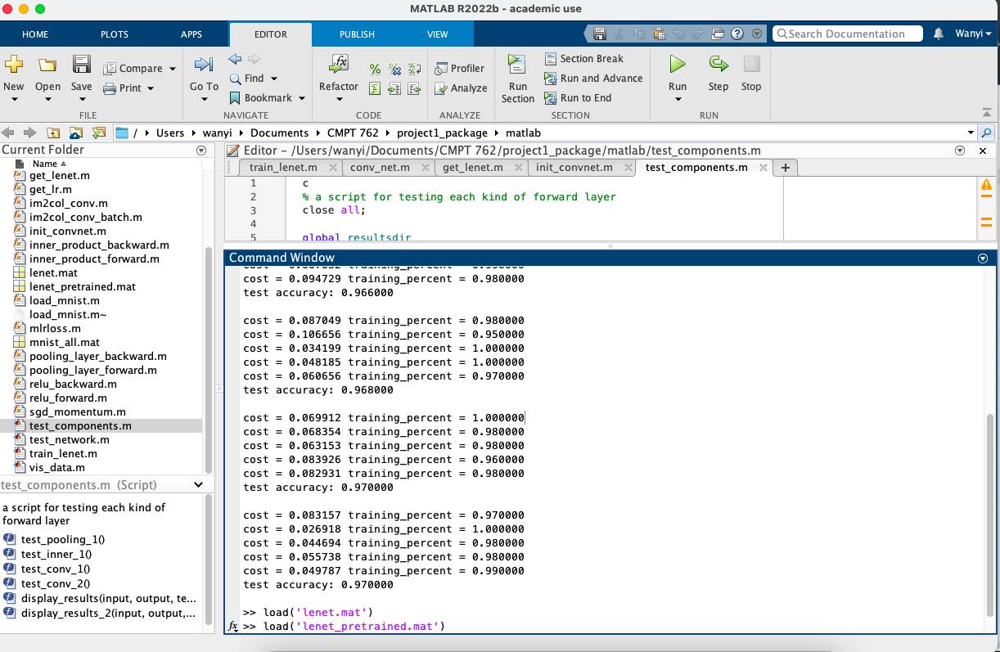 MATLAB R2022b - academic use
HOME PLOTS APPS EDITOR PUBLISH VIEW Search Documentation Wanyi
New Open Save Compare Print Go To Find Bookmark Refactor Profiler Analyze Run Section Section Break Run and Advance Run to End Run Step Stop
FILE NAVIGATE CODE ANALYZE SECTION RUN
/ Users wanyi Documents CMPT 762 project1_package matlab
Current Folder
Name
get_lenet.m
get_lr.m
im2col_conv.m
im2col_conv_batch.m
init_convnet.m
inner_product_backward.m
inner_product_forward.m
lenet.mat
lenet_pretrained.mat
load_mnist.m
load_mnist.m~
mlrloss.m
mnist_all.mat
pooling_layer_backward.m
pooling_layer_forward.m
relu_backward.m
relu_forward.m
sgd_momentum.m
test_components.m
test_network.m
train_lenet.m
vis_data.m
test_components.m (Script)
a script for testing each kind of
forward layer
test_pooling_1()
test_inner_1()
test_conv_1()
test_conv_2()
display_results(input, output, te...
display_results_2(input, output,...
Editor - /Users/wanyi/Documents/CMPT 762/project1_package/matlab/test_components.m
train_lenet.m conv_net.m get_lenet.m init_convnet.m test_components.m +
1 c
2 % a script for testing each kind of forward layer
3 close all;
4
5 global resultsdir
Command Window
cost = 0.094729 training_percent = 0.980000
test accuracy: 0.966000
cost = 0.087049 training_percent = 0.980000
cost = 0.106656 training_percent = 0.950000
cost = 0.034199 training_percent = 1.000000
cost = 0.048185 training_percent = 1.000000
cost = 0.060656 training_percent = 0.970000
test accuracy: 0.968000
cost = 0.069912 training_percent = 1.000000
cost = 0.068354 training_percent = 0.980000
cost = 0.063153 training_percent = 0.980000
cost = 0.083926 training_percent = 0.960000
cost = 0.082931 training_percent = 0.980000
test accuracy: 0.970000
cost = 0.083157 training_percent = 0.970000
cost = 0.026918 training_percent = 1.000000
cost = 0.044694 training_percent = 0.980000
cost = 0.055738 training_percent = 0.980000
cost = 0.049787 training_percent = 0.990000
test accuracy: 0.970000
>> load('lenet.mat')
fx >> load('lenet_pretrained.mat')